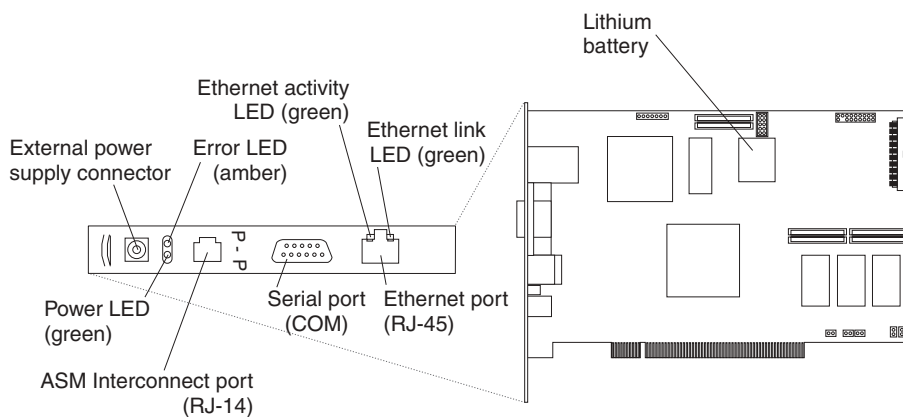 Lithium
battery
Ethernet activity
LED (green)
Ethernet link
LED (green)
External power
supply connector
Error LED
(amber)
P - P
Power LED
(green)
Serial port
(COM)
Ethernet port
(RJ-45)
ASM Interconnect port
(RJ-14)